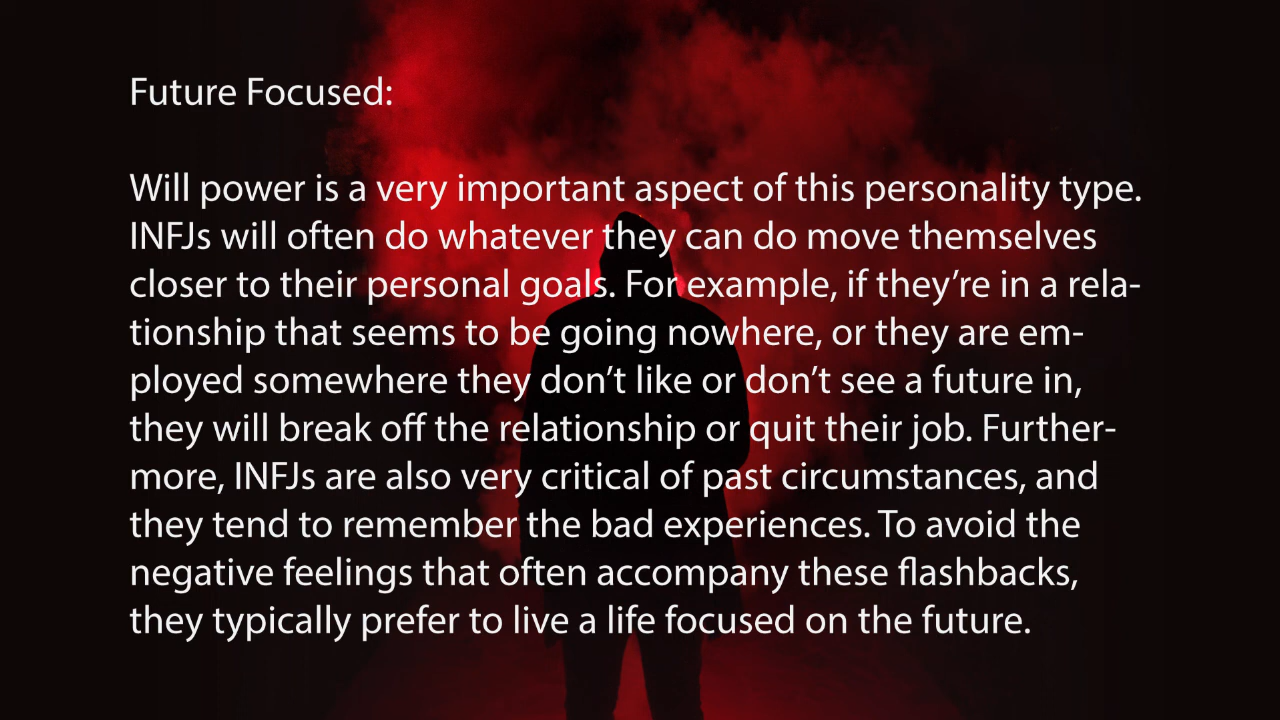 Future Focused:
Will power is a very important aspect of this personality type.
INFJs will often do whatever they can do move themselves
closer to their personal goals. For example, if they’re in a rela-
tionship that seems to be going nowhere, or they are em-
ployed somewhere they don’t like or don’t see a future in,
they will break off the relationship or quit their job. Further-
more, INFJs are also very critical of past circumstances, and
they tend to remember the bad experiences. To avoid the
negative feelings that often accompany these flashbacks,
they typically prefer to live a life focused on the future.